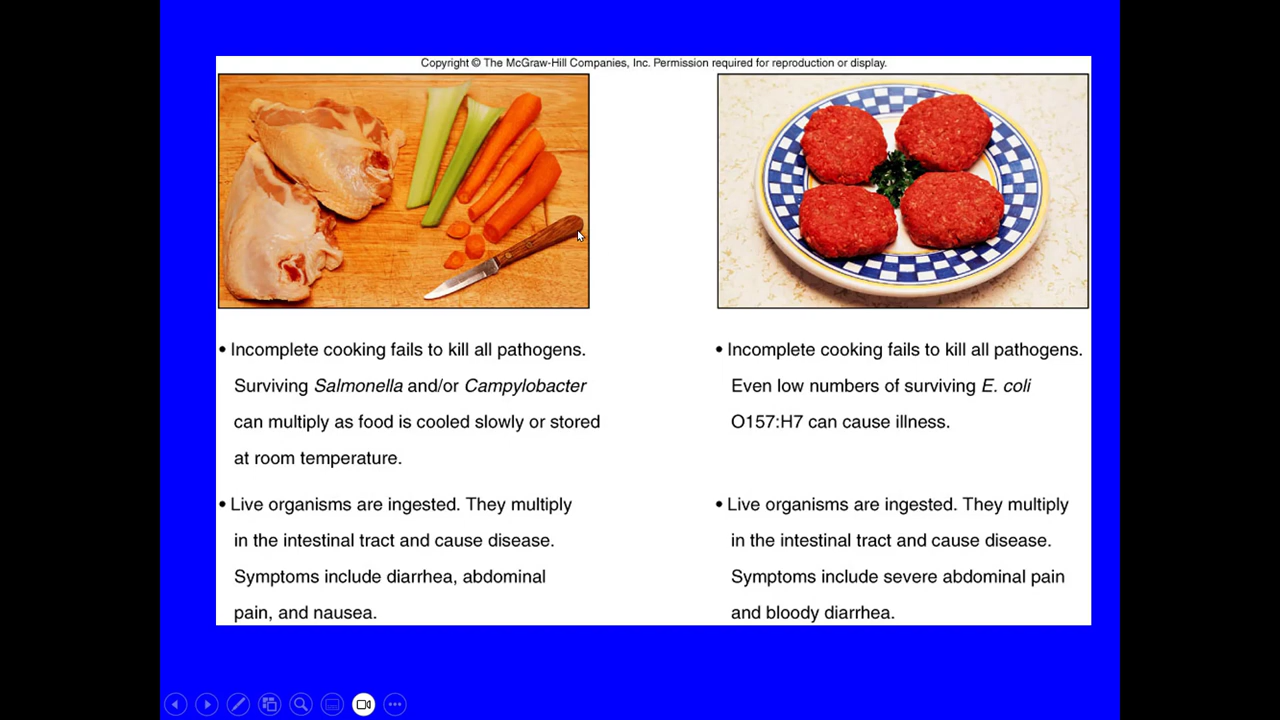 Copyright © The McGraw-Hill Companies, Inc. Permission required for reproduction or display.
• Incomplete cooking fails to kill all pathogens.
Surviving Salmonella and/or Campylobacter
can multiply as food is cooled slowly or stored
at room temperature.
• Live organisms are ingested. They multiply
in the intestinal tract and cause disease.
Symptoms include diarrhea, abdominal
pain, and nausea.
• Incomplete cooking fails to kill all pathogens.
Even low numbers of surviving E. coli
O157:H7 can cause illness.
• Live organisms are ingested. They multiply
in the intestinal tract and cause disease.
Symptoms include severe abdominal pain
and bloody diarrhea.